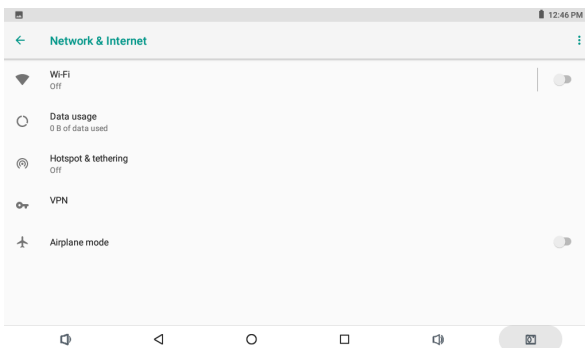 12:46 PM
Network & Internet
Wi-Fi
Off
Data usage
0 B of data used
Hotspot & tethering
Off
VPN
Airplane mode